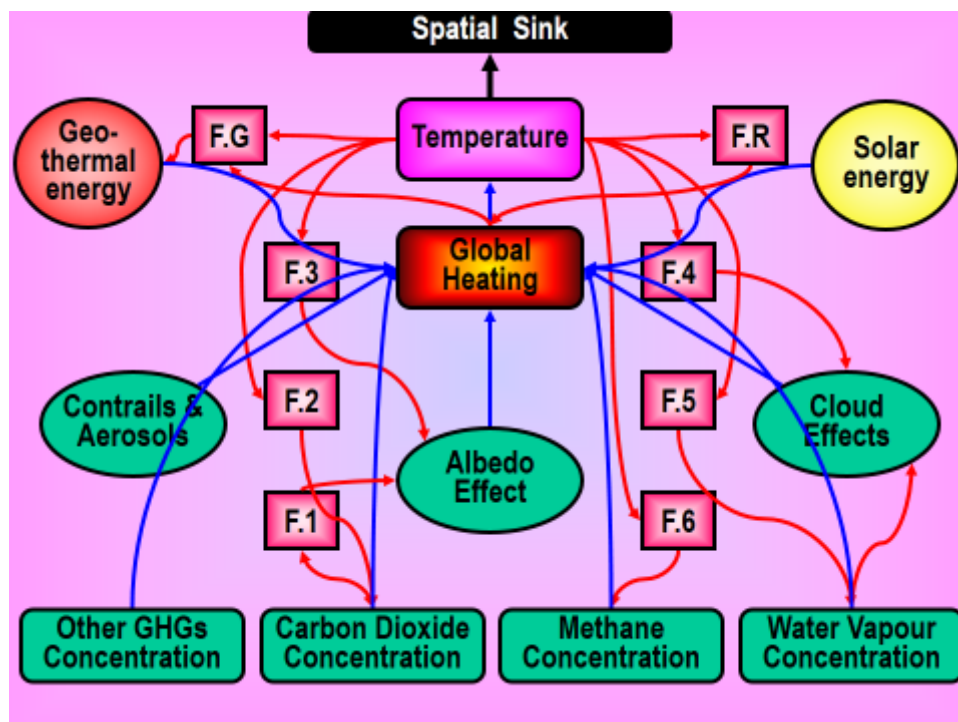 Spatial Sink
Geo-
thermal
energy
F.G
Temperature
F.R
Solar
energy
F.3
Global
Heating
F.4
Contrails &
Aerosols
F.2
Albedo
Effect
F.5
Cloud
Effects
F.1
F.6
Other GHGs
Concentration
Carbon Dioxide
Concentration
Methane
Concentration
Water Vapour
Concentration